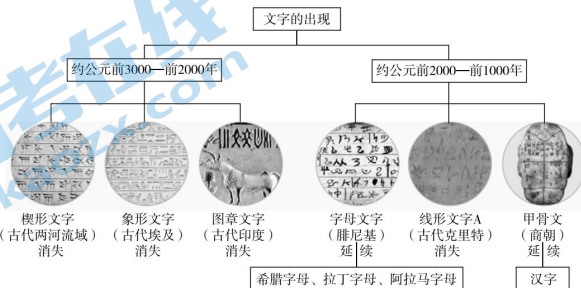 文字的出现
约公元前3000—前2000年
约公元前2000—前1000年
楔形文字
（古代两河流域）
消失
象形文字
（古代埃及）
消失
图章文字
（古代印度）
消失
字母文字
（腓尼基）
延续
线形文字A
（古代克里特）
消失
甲骨文
（商朝）
延续
希腊字母、拉丁字母、阿拉马字母
汉字